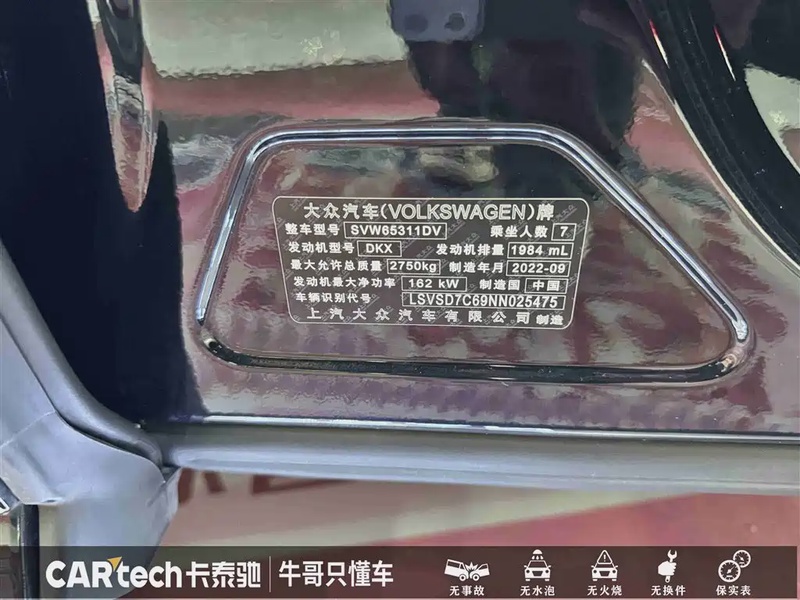 大众汽车(VOLKSWAGEN)牌
整车型号 SVW65311DV 乘坐人数 7
发动机型号 DKX 发动机排量 1984 mL
最大允许总质量 2750kg 制造年月 2022-09
发动机最大净功率 162 kW 制造国 中国
车辆识别代号 LSVSD7C69NN025475
上汽大众汽车有限公司 制造
CARtech卡泰驰 牛哥只懂车
无事故 无水泡 无火烧 无换件 保实表